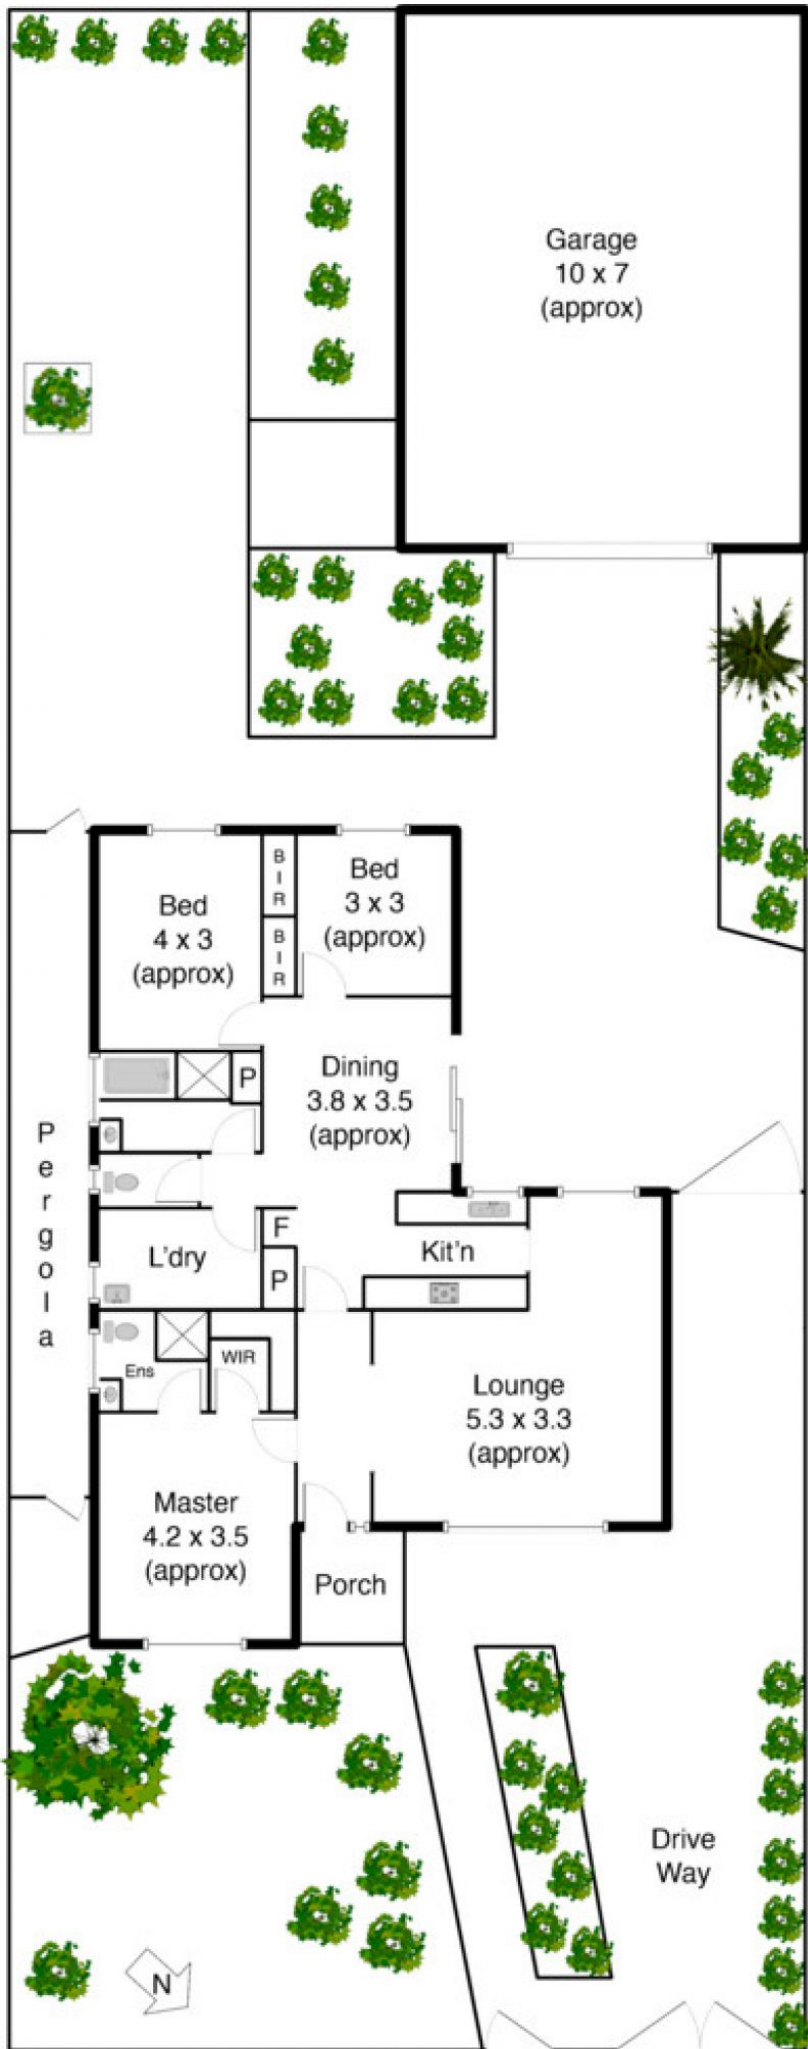 Garage
10 x 7
(approx)
Bed
4 x 3
(approx)
B
I
R
B
I
R
Bed
3 x 3
(approx)
Dining
3.8 x 3.5
(approx)
P
P
e
r
g
o
l
a
L'dry
F
P
Kit'n
Ens
WIR
Lounge
5.3 x 3.3
(approx)
Master
4.2 x 3.5
(approx)
Porch
Drive
Way
N